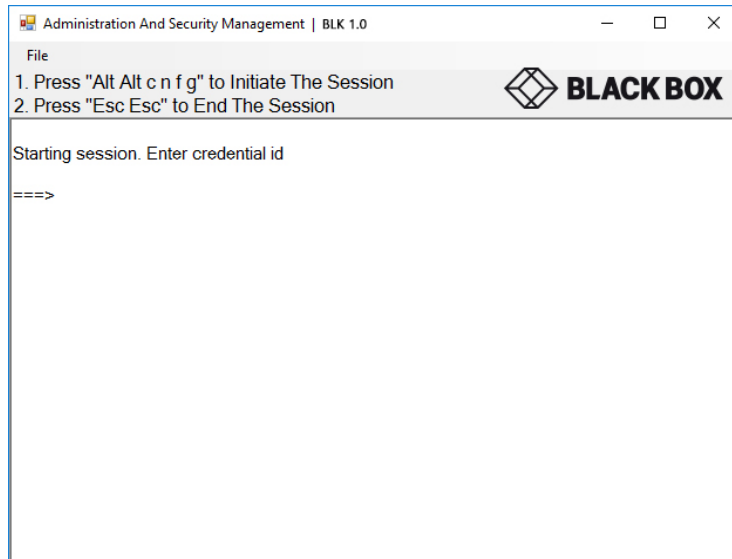 Administration And Security Management | BLK 1.0
File
1. Press "Alt Alt c n f g" to Initiate The Session
2. Press "Esc Esc" to End The Session
BLACK BOX
Starting session. Enter credential id
===>